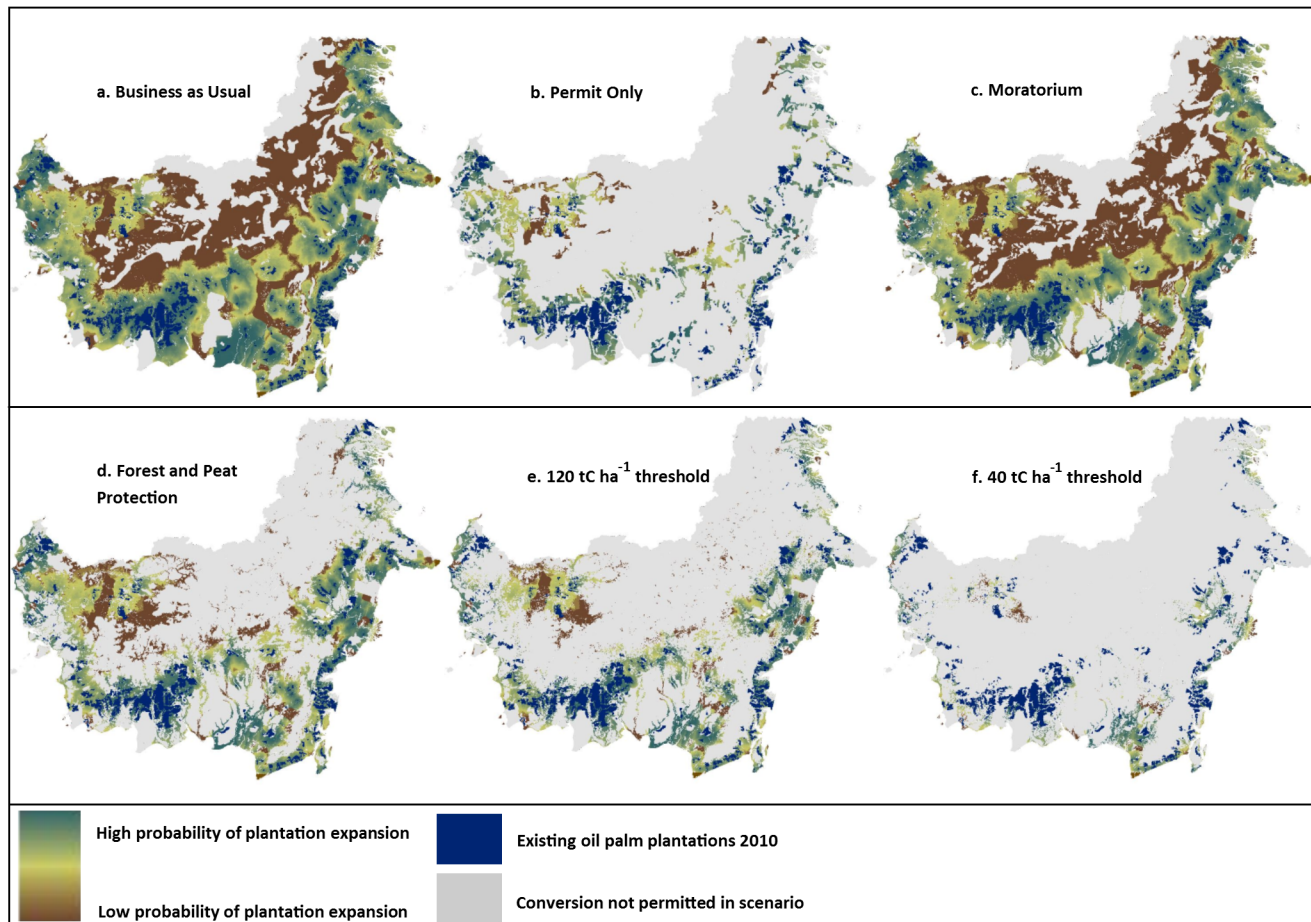 a. Business as Usual
b. Permit Only
c. Moratorium
d. Forest and Peat
Protection
e. 120 tC ha⁻¹ threshold
f. 40 tC ha⁻¹ threshold
High probability of plantation expansion
Low probability of plantation expansion
Existing oil palm plantations 2010
Conversion not permitted in scenario